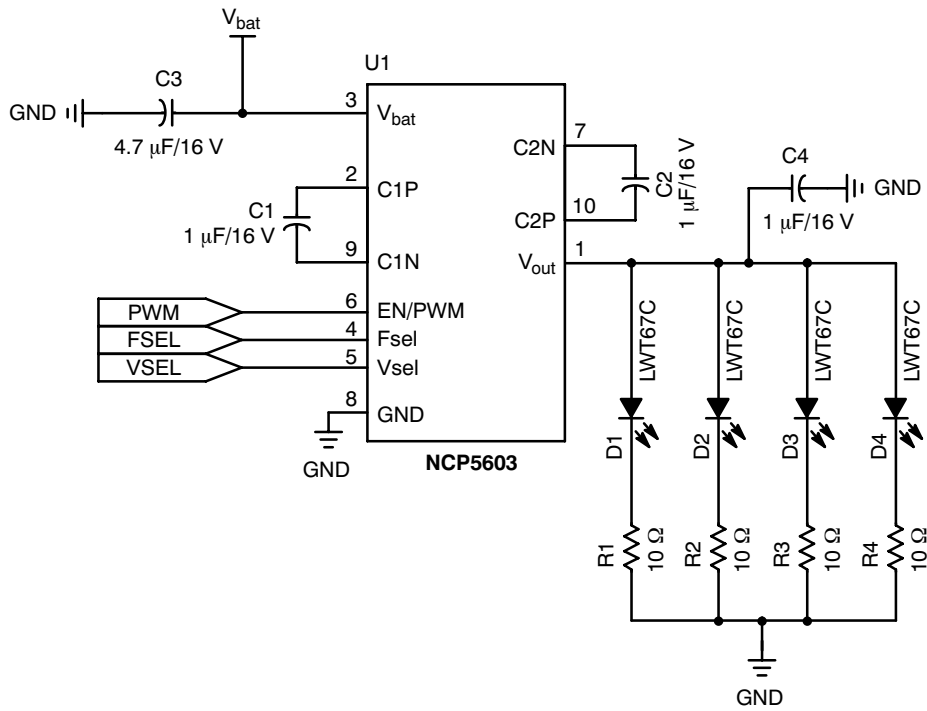 V_bat
U1
C3
GND
4.7 µF/16 V
3
V_bat
7
C2N
C2
1 µF/16 V
C4
GND
1 µF/16 V
2
C1P
C1
1 µF/16 V
10
C2P
9
C1N
1
V_out
PWM
6
EN/PWM
FSEL
4
Fsel
VSEL
5
Vsel
8
GND
GND
NCP5603
LWT67C
LWT67C
LWT67C
LWT67C
D1
D2
D3
D4
R1
10 Ω
R2
10 Ω
R3
10 Ω
R4
10 Ω
GND